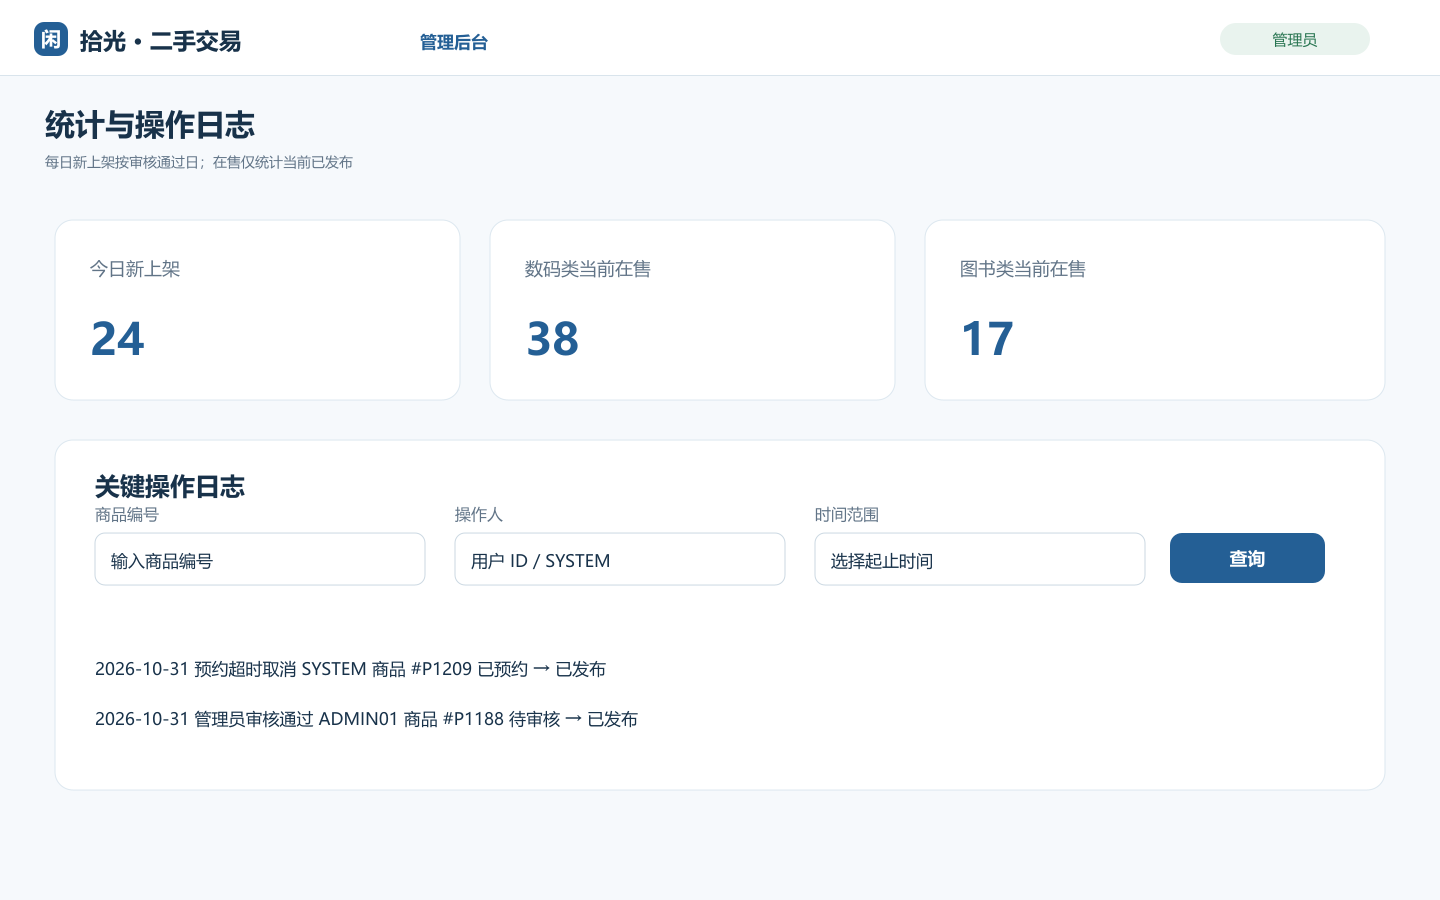 闲 拾光·二手交易 管理后台 管理员
统计与操作日志
每日新上架按审核通过日；在售仅统计当前已发布
今日新上架 数码类当前在售 图书类当前在售
24 38 17
关键操作日志
商品编号 操作人 时间范围
输入商品编号 用户 ID / SYSTEM 选择起止时间 查询
2026-10-31 预约超时取消 SYSTEM 商品 #P1209 已预约 → 已发布
2026-10-31 管理员审核通过 ADMIN01 商品 #P1188 待审核 → 已发布